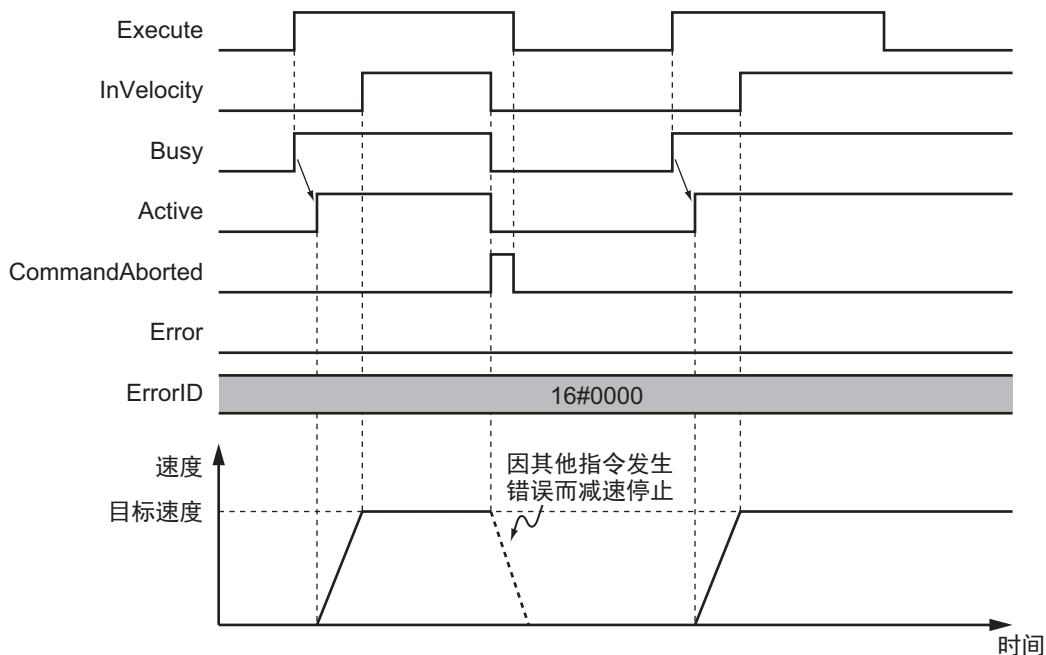 Execute
InVelocity
Busy
Active
CommandAborted
Error
ErrorID
16#0000
速度
因其他指令发生
错误而减速停止
目标速度
时间